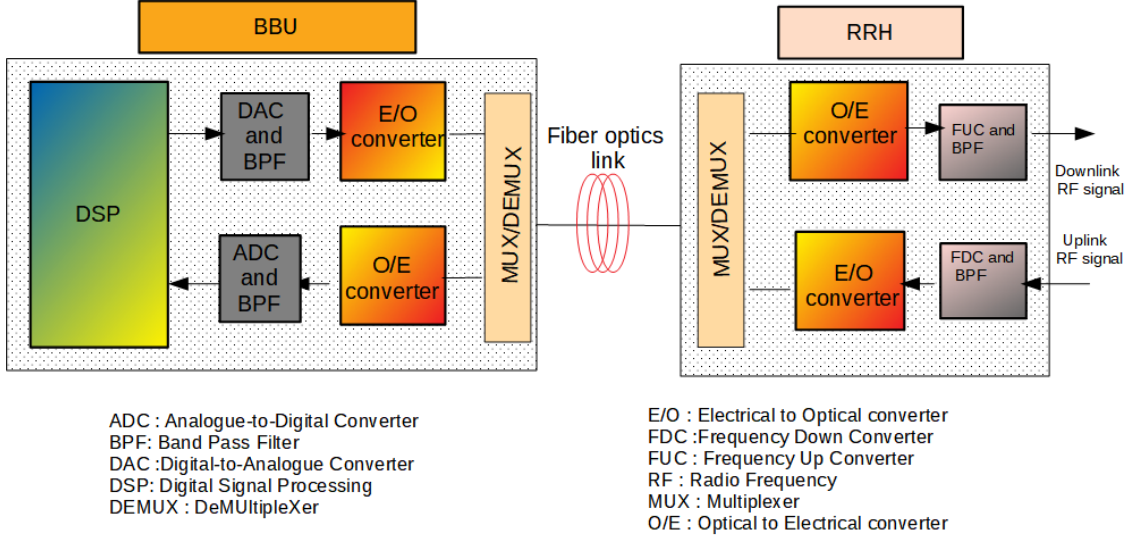 BBU
RRH
DSP
DAC
and
BPF
E/O
converter
ADC
and
BPF
O/E
converter
MUX/DEMUX
Fiber optics
link
MUX/DEMUX
O/E
converter
FUC and
BPF
Downlink
RF signal
E/O
converter
FDC and
BPF
Uplink
RF signal
ADC : Analogue-to-Digital Converter
BPF: Band Pass Filter
DAC :Digital-to-Analogue Converter
DSP: Digital Signal Processing
DEMUX : DeMUltipleXer
E/O : Electrical to Optical converter
FDC :Frequency Down Converter
FUC : Frequency Up Converter
RF : Radio Frequency
MUX : Multiplexer
O/E : Optical to Electrical converter